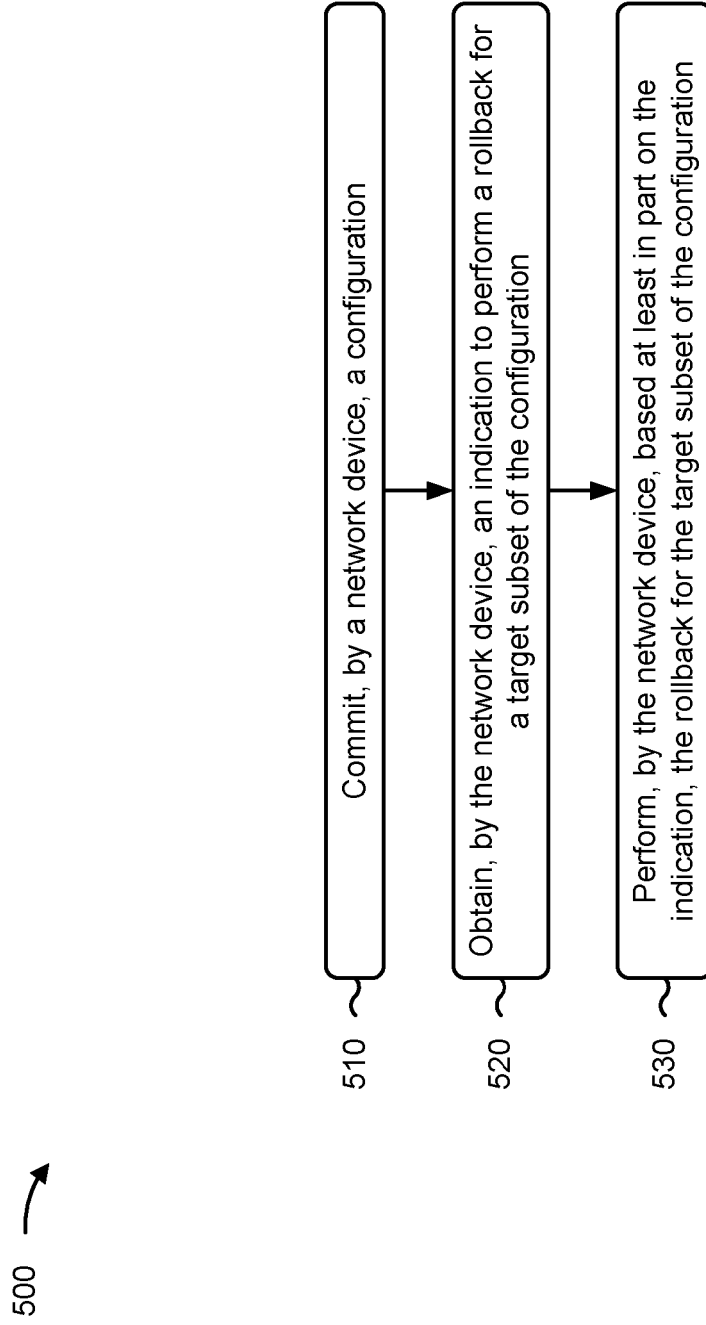 500
510
Commit, by a network device, a configuration
520
Obtain, by the network device, an indication to perform a rollback for
a target subset of the configuration
530
Perform, by the network device, based at least in part on the
indication, the rollback for the target subset of the configuration